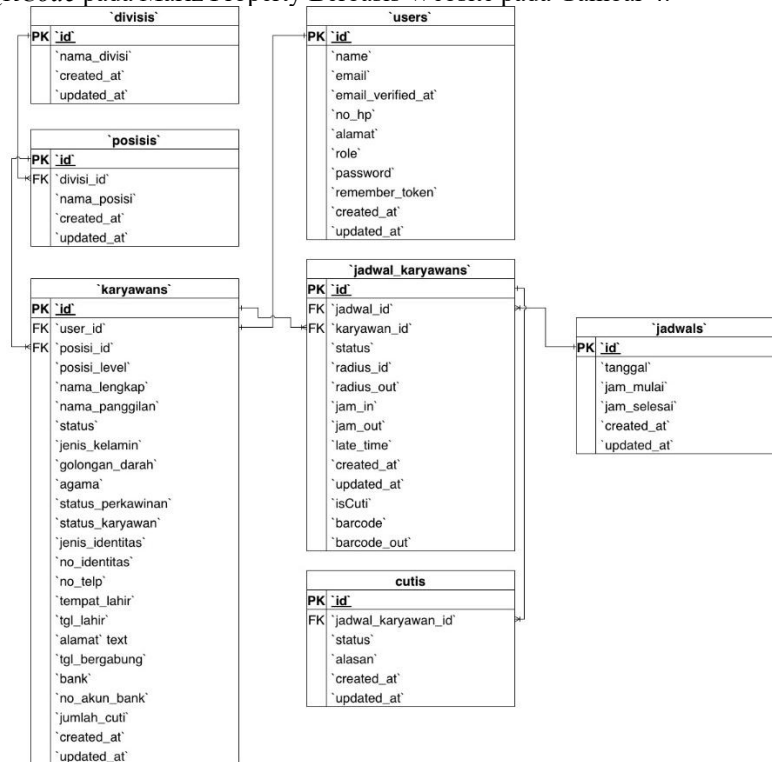 pada
Property
`divisis`
PK `id`
`nama_divisi`
`created_at`
`updated_at`
`posisis`
PK `id`
FK `divisi_id`
`nama_posisi`
`created_at`
`updated_at`
`karyawans`
PK `id`
FK `user_id`
FK `posisi_id`
`posisi_level`
`nama_lengkap`
`nama_panggilan`
`status`
`jenis_kelamin`
`golongan_darah`
`agama`
`status_perkawinan`
`status_karyawan`
`jenis_identitas`
`no_identitas`
`no_telp`
`tempat_lahir`
`tgl_lahir`
`alamat` text
`tgl_bergabung`
`bank`
`no_akun_bank`
`jumlah_cuti`
`created_at`
`updated_at`
`users`
PK `id`
`name`
`email`
`email_verified_at`
`no_hp`
`alamat`
`role`
`password`
`remember_token`
`created_at`
`updated_at`
`jadwal_karyawans`
PK `id`
FK `jadwal_id`
FK `karyawan_id`
`status`
`radius_id`
`radius_out`
`jam_in`
`jam_out`
`late_time`
`created_at`
`updated_at`
`isCuti`
`barcode`
`barcode_out`
cutis
PK `id`
FK `jadwal_karyawan_id`
`status`
`alasan`
`created_at`
`updated_at`
`jadwals`
PK `id`
`tanggal`
`jam_mulai`
`jam_selesai`
`created_at`
`updated_at`